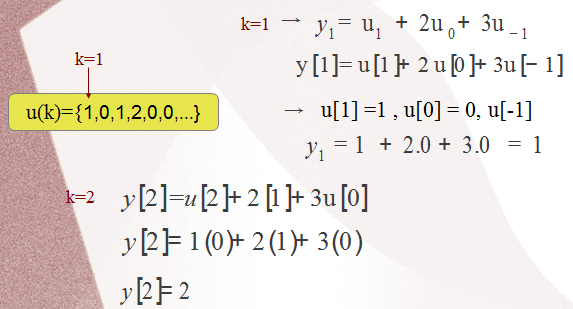 k=1 → y₁ = u₁ + 2u₀ + 3u₋₁
y[1]= u[1]+ 2u[0]+ 3u[-1]
k=1
u(k)={1,0,1,2,0,0,...}
→ u[1] =1 , u[0] = 0, u[-1]
y₁ = 1 + 2.0 + 3.0 = 1
k=2 y[2]=u[2]+ 2[1]+ 3u[0]
y[2]= 1(0)+ 2(1)+ 3(0)
y[2]= 2